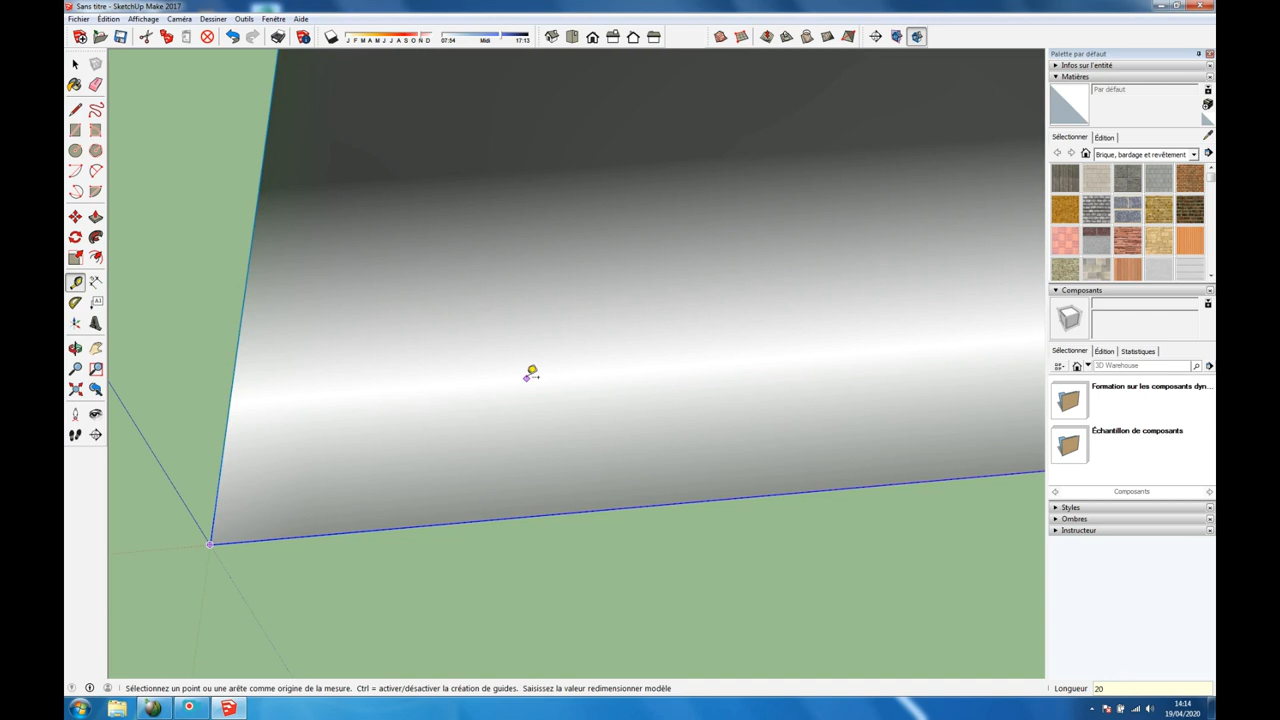 Sans titre - SketchUp Make 2017
Fichier Édition Affichage Caméra Dessiner Outils Fenêtre Aide
J F M A M J J A S O N D 07:54 Midi 17:13
Palette par défaut
Infos sur l'entité
Matières
Par défaut
Sélectionner Édition
Brique, bardage et revêtement
Composants
Sélectionner Édition Statistiques
3D Warehouse
Formation sur les composants dyn...
Échantillon de composants
Composants
Styles
Ombres
Instructeur
Sélectionnez un point ou une arête comme origine de la mesure. Ctrl = activer/désactiver la création de guides. Saisissez la valeur redimensionner modèle
Longueur 20
14:14
19/04/2020